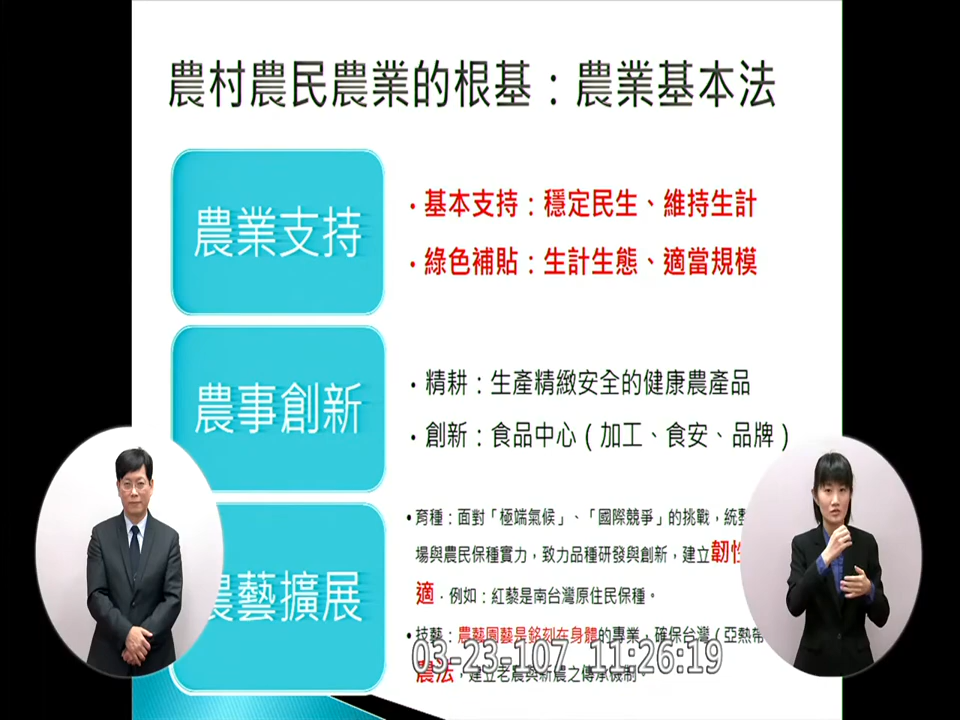 農村農民農業的根基：農業基本法
農業支持
• 基本支持：穩定民生、維持生計
• 綠色補貼：生計生態、適當規模
農事創新
• 精耕：生產精緻安全的健康農產品
• 創新：食品中心（加工、食安、品牌）
農藝擴展
• 育種：面對「極端氣候」、「國際競爭」的挑戰，統整
場與農民保種實力，致力品種研發與創新，建立韌性
適．例如：紅藜是南台灣原住民保種。
• 技藝：農藝園藝是銘刻在身體的專業，確保台灣（亞熱帶
農法，建立老農與新農之傳承機制．
03-23-107 11:26:19